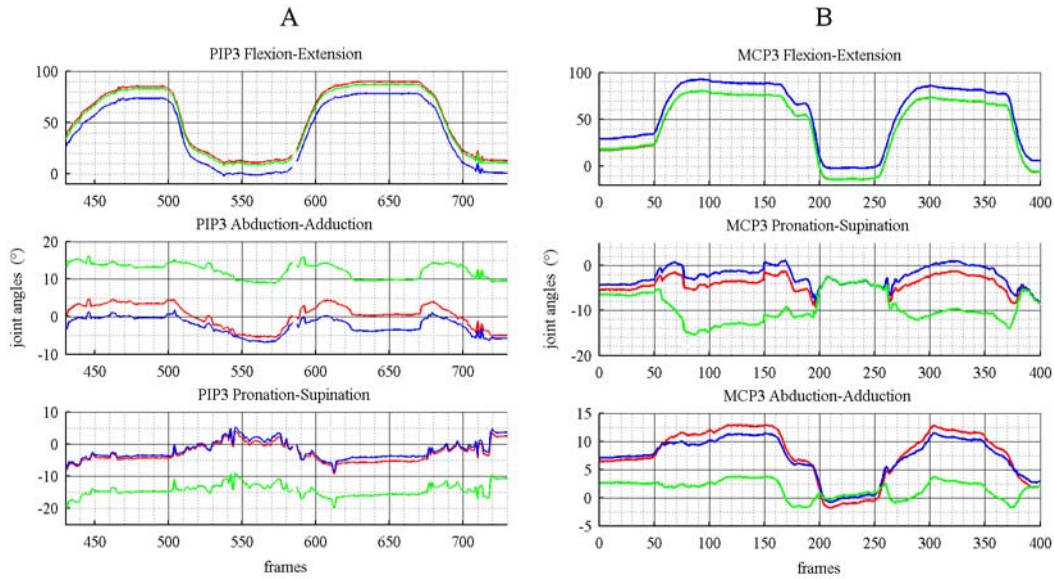 A
B
PIP3 Flexion-Extension
100
50
0
450 500 550 600 650 700
PIP3 Abduction-Adduction
20
10
0
-10
450 500 550 600 650 700
PIP3 Pronation-Supination
10
0
-10
-20
450 500 550 600 650 700
joint angles (°)
frames
MCP3 Flexion-Extension
100
50
0
0 50 100 150 200 250 300 350 400
MCP3 Pronation-Supination
0
-10
-20
0 50 100 150 200 250 300 350 400
MCP3 Abduction-Adduction
15
10
5
0
-5
0 50 100 150 200 250 300 350 400
joint angles (°)
frames